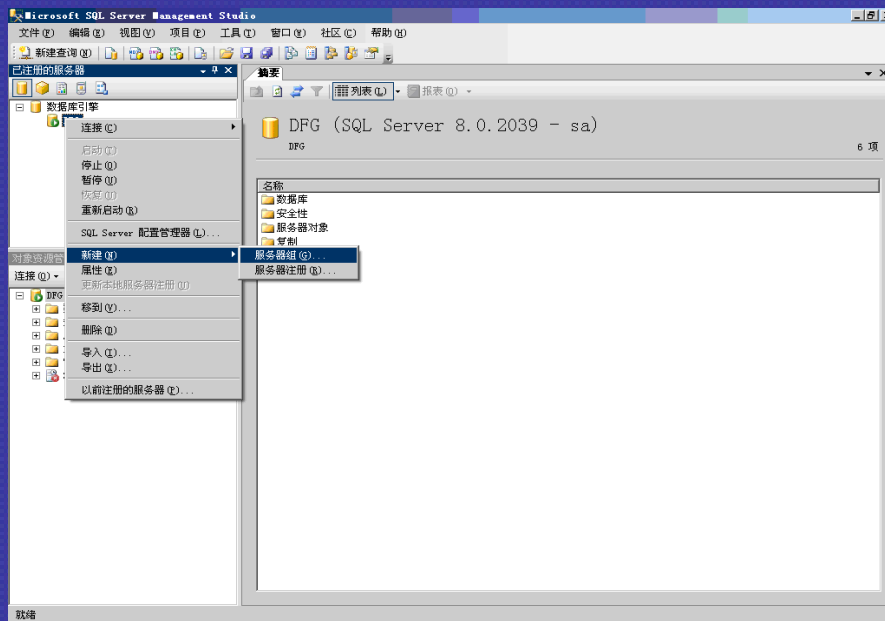 Microsoft SQL Server Management Studio
文件(F) 编辑(E) 视图(V) 项目(P) 工具(T) 窗口(W) 社区(C) 帮助(H)
新建查询(N)
已注册的服务器
摘要
列表(L) 报表(O)
数据库引擎
DFG (SQL Server 8.0.2039 - sa)
DFG
6 项
名称
数据库
安全性
服务器对象
复制
连接(C)
启动(T)
停止(O)
暂停(U)
恢复(U)
重新启动(R)
SQL Server 配置管理器(L)...
新建(N)
服务器组(G)...
服务器注册(R)...
属性(R)
更新本地服务器注册(U)
移到(V)...
删除(D)
导入(I)...
导出(X)...
以前注册的服务器(P)...
对象资源管
连接(O)
DFG
就绪